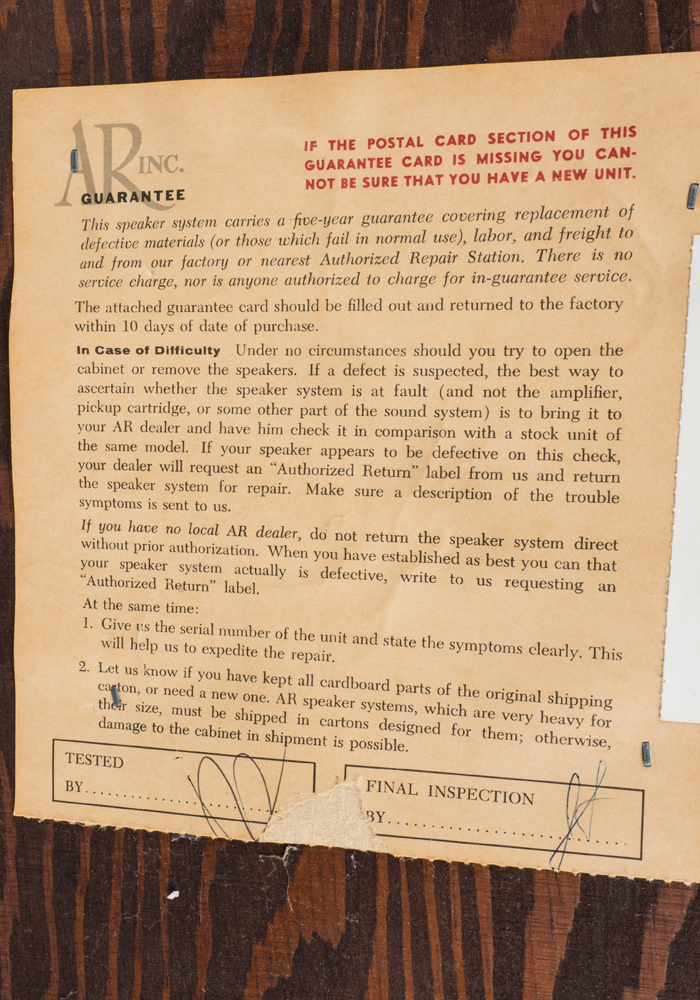 AR INC.
GUARANTEE
IF THE POSTAL CARD SECTION OF THIS
GUARANTEE CARD IS MISSING YOU CAN-
NOT BE SURE THAT YOU HAVE A NEW UNIT.
This speaker system carries a five-year guarantee covering replacement of
defective materials (or those which fail in normal use), labor, and freight to
and from our factory or nearest Authorized Repair Station. There is no
service charge, nor is anyone authorized to charge for in-guarantee service.
The attached guarantee card should be filled out and returned to the factory
within 10 days of date of purchase.
In Case of Difficulty Under no circumstances should you try to open the
cabinet or remove the speakers. If a defect is suspected, the best way to
ascertain whether the speaker system is at fault (and not the amplifier,
pickup cartridge, or some other part of the sound system) is to bring it to
your AR dealer and have him check it in comparison with a stock unit of
the same model. If your speaker appears to be defective on this check,
your dealer will request an “Authorized Return” label from us and return
the speaker system for repair. Make sure a description of the trouble
symptoms is sent to us.
If you have no local AR dealer, do not return the speaker system direct
without prior authorization. When you have established as best you can that
your speaker system actually is defective, write to us requesting an
“Authorized Return” label.
At the same time:
1. Give us the serial number of the unit and state the symptoms clearly. This
will help us to expedite the repair.
2. Let us know if you have kept all cardboard parts of the original shipping
carton, or need a new one. AR speaker systems, which are very heavy for
their size, must be shipped in cartons designed for them; otherwise,
damage to the cabinet in shipment is possible.
TESTED
BY
FINAL INSPECTION
BY